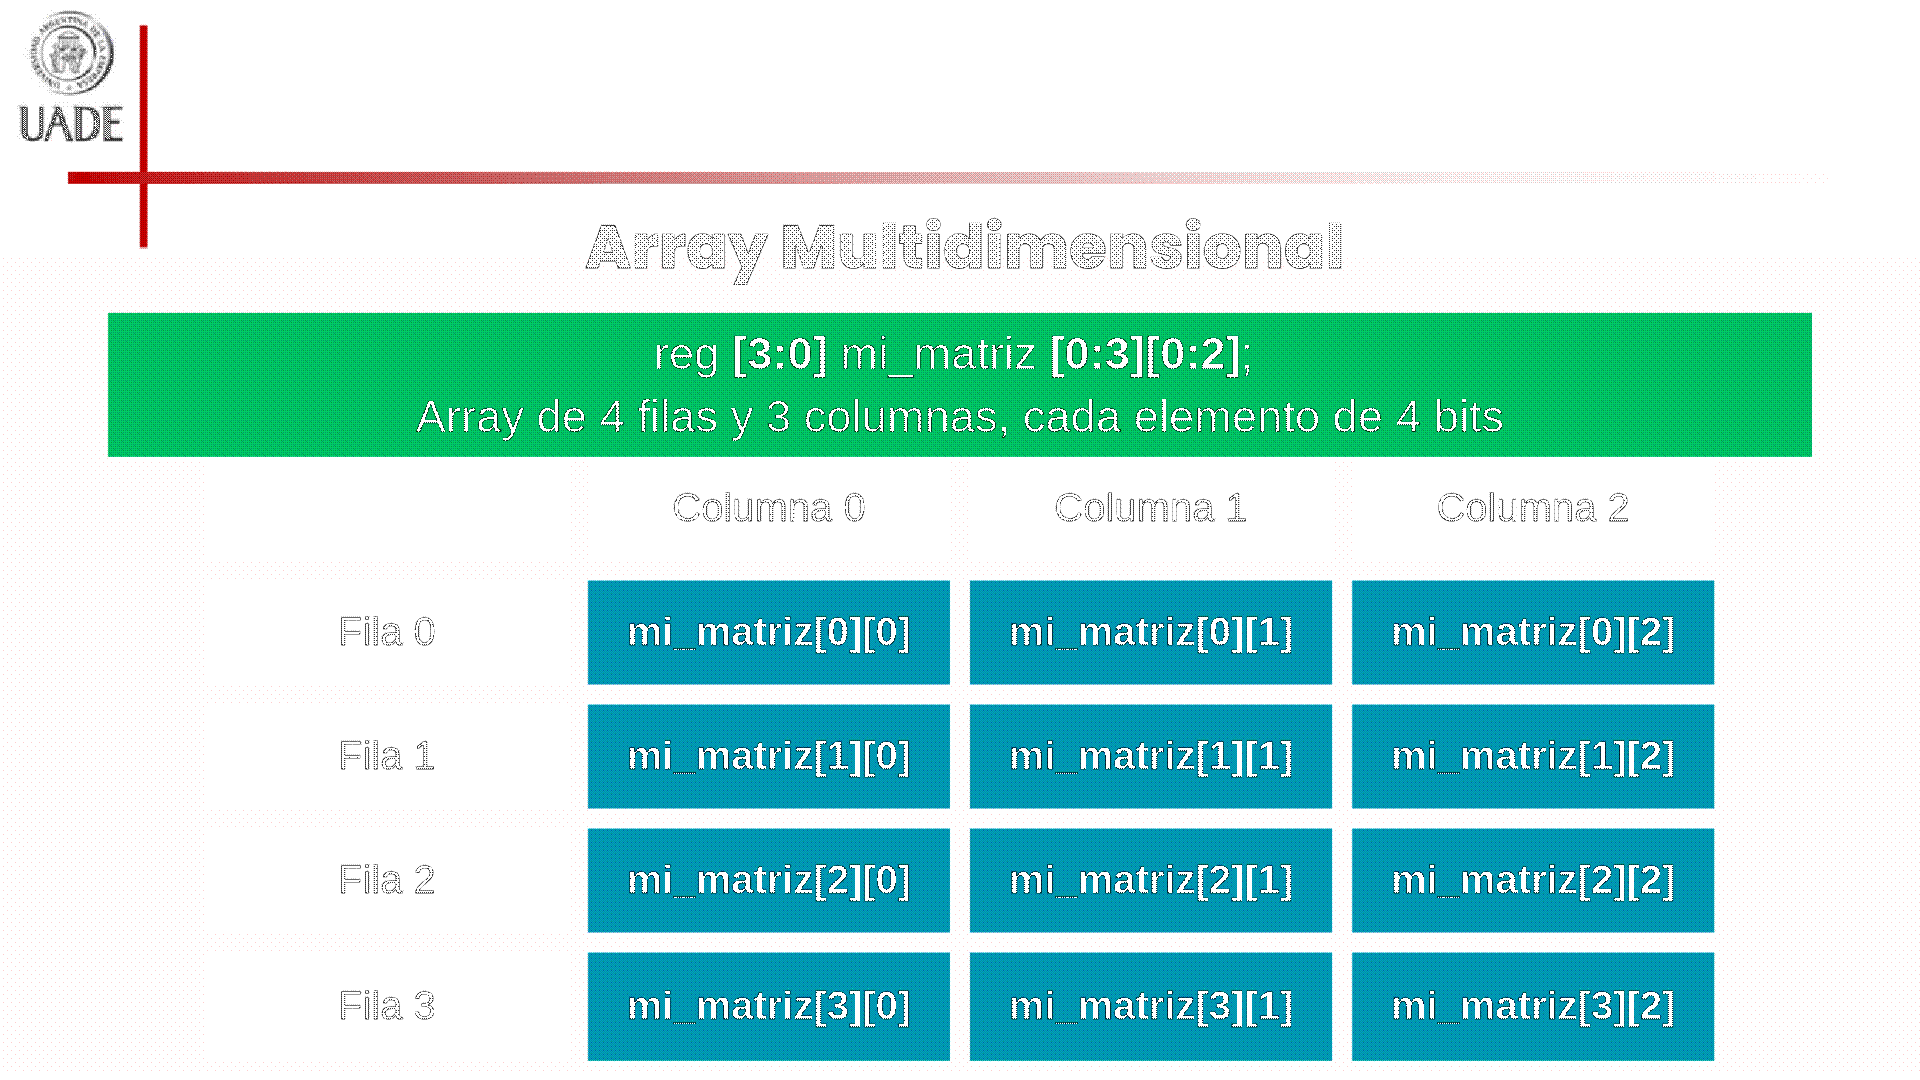 UADE
Array Multidimensional
reg [3:0] mi_matriz [0:3][0:2];
Array de 4 filas y 3 columnas, cada elemento de 4 bits
Columna 0 Columna 1 Columna 2
Fila 0 mi_matriz[0][0] mi_matriz[0][1] mi_matriz[0][2]
Fila 1 mi_matriz[1][0] mi_matriz[1][1] mi_matriz[1][2]
Fila 2 mi_matriz[2][0] mi_matriz[2][1] mi_matriz[2][2]
Fila 3 mi_matriz[3][0] mi_matriz[3][1] mi_matriz[3][2]